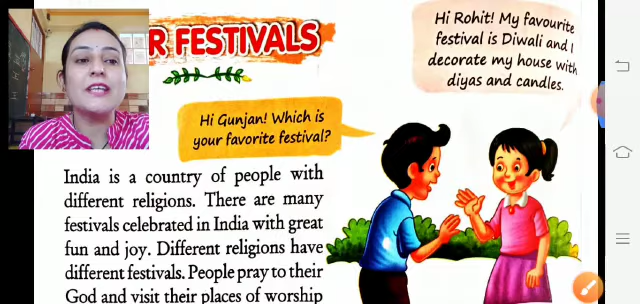 R FESTIVALS
Hi Rohit! My favourite
festival is Diwali and I
decorate my house with
diyas and candles.
Hi Gunjan! Which is
your favorite festival?
India is a country of people with
different religions. There are many
festivals celebrated in India with great
fun and joy. Different religions have
different festivals. People pray to their
God and visit their places of worship